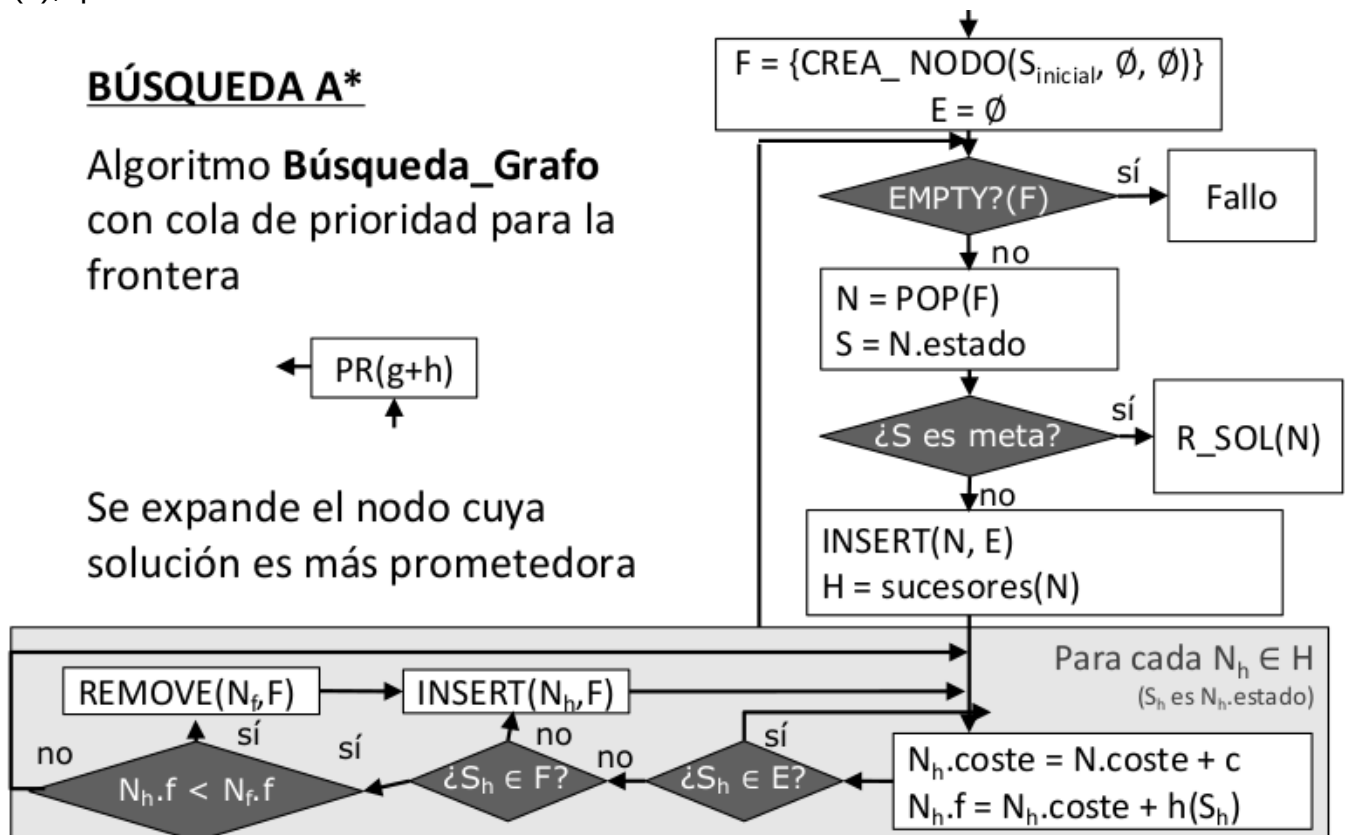 BÚSQUEDA A*
Algoritmo Búsqueda_Grafo
con cola de prioridad para la
frontera
PR(g+h)
Se expande el nodo cuya
solución es más prometedora
F = {CREA_ NODO(Sinicial, Ø, Ø)}
E = Ø
EMPTY?(F)
sí
Fallo
no
N = POP(F)
S = N.estado
¿S es meta?
sí
R_SOL(N)
no
INSERT(N, E)
H = sucesores(N)
Para cada Nh ∈ H
(Sh es Nh.estado)
Nh.coste = N.coste + c
Nh.f = Nh.coste + h(Sh)
¿Sh ∈ E?
sí
no
¿Sh ∈ F?
no
sí
INSERT(Nh,F)
Nh.f < Nf.f
sí
no
REMOVE(Nf,F)